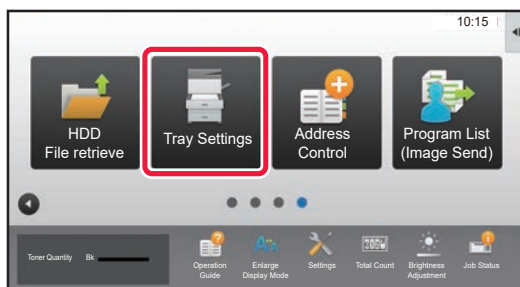 10:15
HDD
File retrieve
Tray Settings
Address
Control
Program List
(Image Send)
Toner Quantity Bk
Operation
Guide
Enlarge
Display Mode
Settings
Total Count
Brightness
Adjustment
Job Status